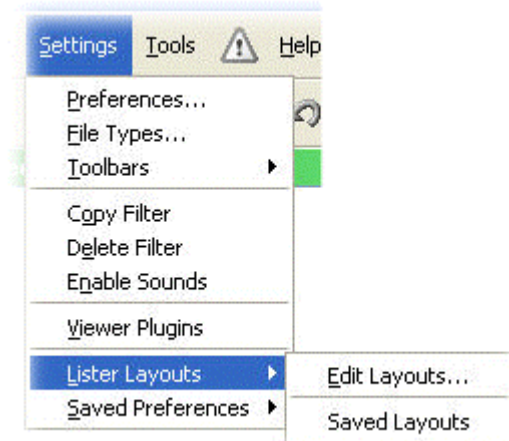 Settings Tools Help
Preferences...
File Types...
Toolbars
Copy Filter
Delete Filter
Enable Sounds
Viewer Plugins
Lister Layouts
Edit Layouts...
Saved Preferences
Saved Layouts